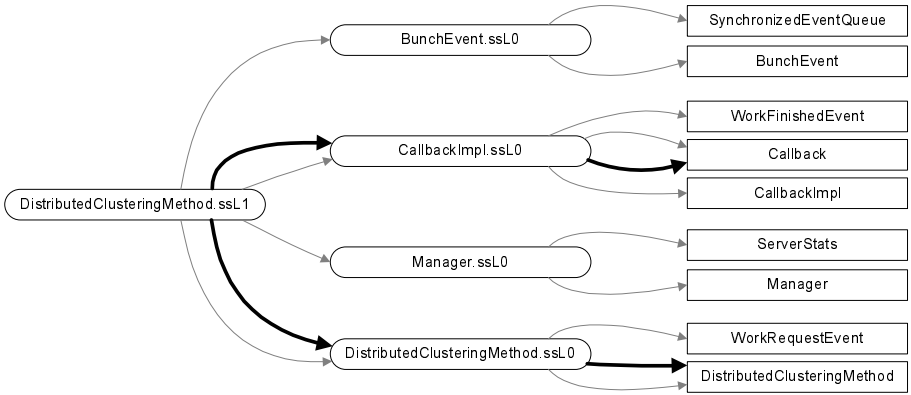 SynchronizedEventQueue
BunchEvent.ssL0
BunchEvent
WorkFinishedEvent
CallbackImpl.ssL0
Callback
CallbackImpl
DistributedClusteringMethod.ssL1
ServerStats
Manager.ssL0
Manager
WorkRequestEvent
DistributedClusteringMethod.ssL0
DistributedClusteringMethod